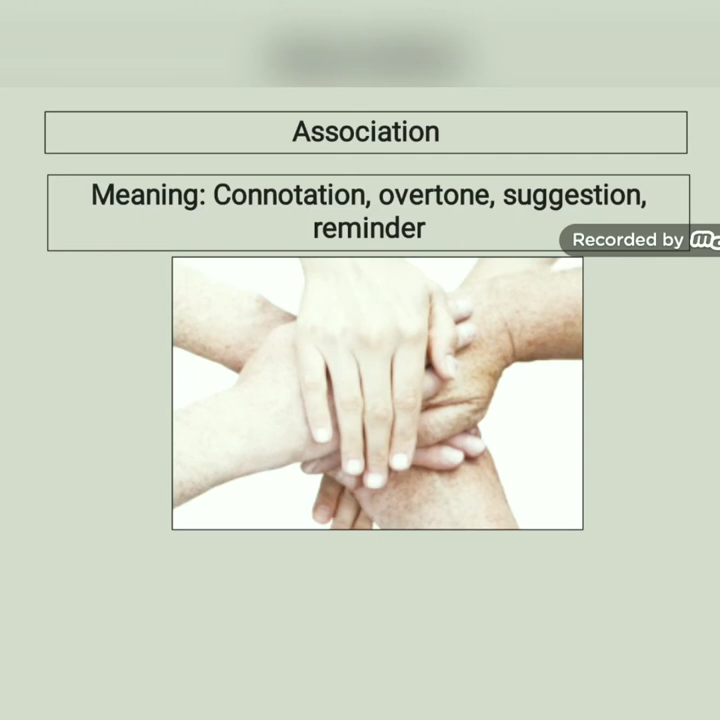 Association
Meaning: Connotation, overtone, suggestion,
reminder
Recorded by